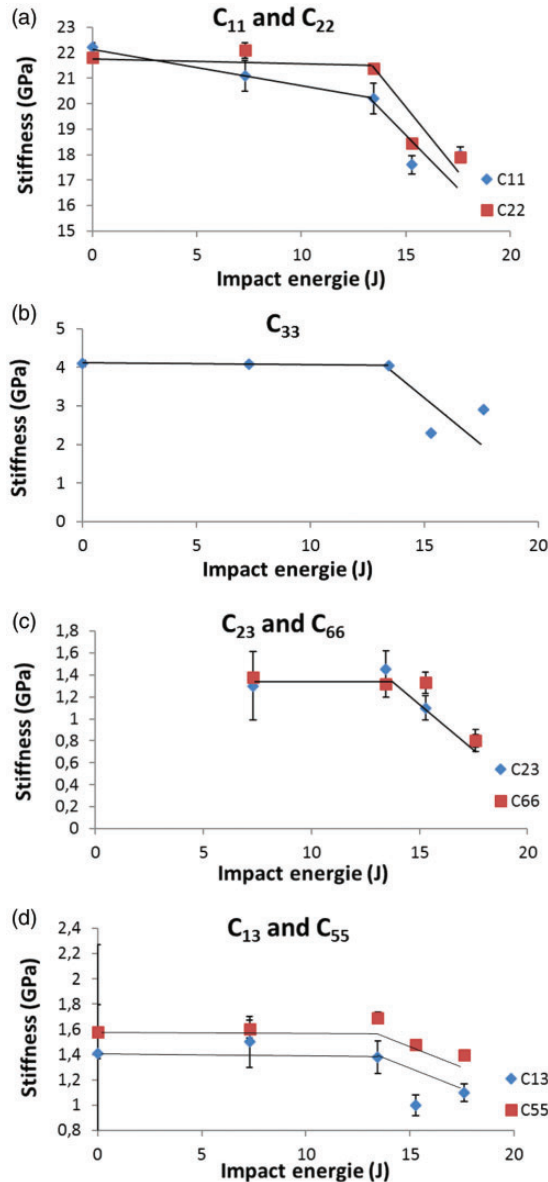 (a)
C11 and C22
Stiffness (GPa)
23
22
21
20
19
18
17
16
15
0 5 10 15 20
Impact energie (J)
C11
C22
(b)
C33
Stiffness (GPa)
5
4
3
2
1
0
0 5 10 15 20
Impact energie (J)
(c)
C23 and C66
Stiffness (GPa)
1,8
1,6
1,4
1,2
1
0,8
0,6
0,4
0,2
0
0 5 10 15 20
Impact energie (J)
C23
C66
(d)
C13 and C55
Stiffness (GPa)
2,4
2,2
2
1,8
1,6
1,4
1,2
1
0,8
0 5 10 15 20
Impact energie (J)
C13
C55